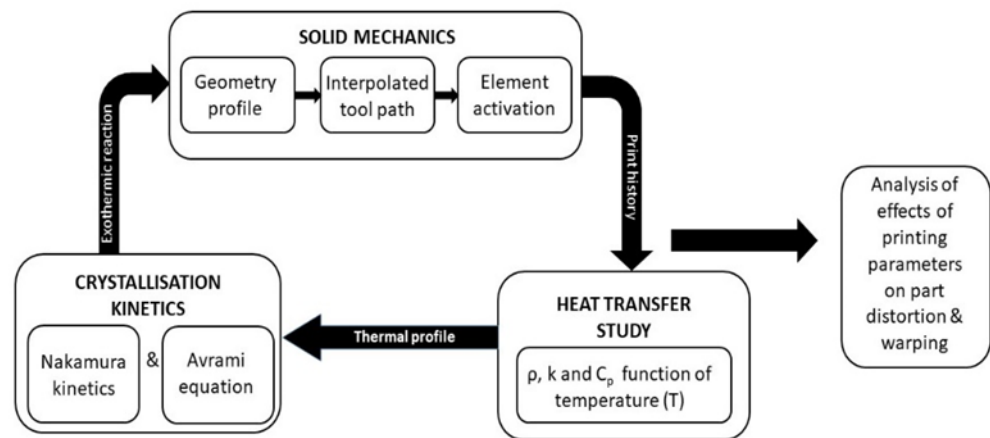 SOLID MECHANICS
Geometry
profile
Interpolated
tool path
Element
activation
Exothermic reaction
Print history
Analysis of
effects of
printing
parameters
on part
distortion &
warping
CRYSTALLISATION
KINETICS
Nakamura
kinetics
&
Avrami
equation
Thermal profile
HEAT TRANSFER
STUDY
ρ, k and Cₚ function of
temperature (T)